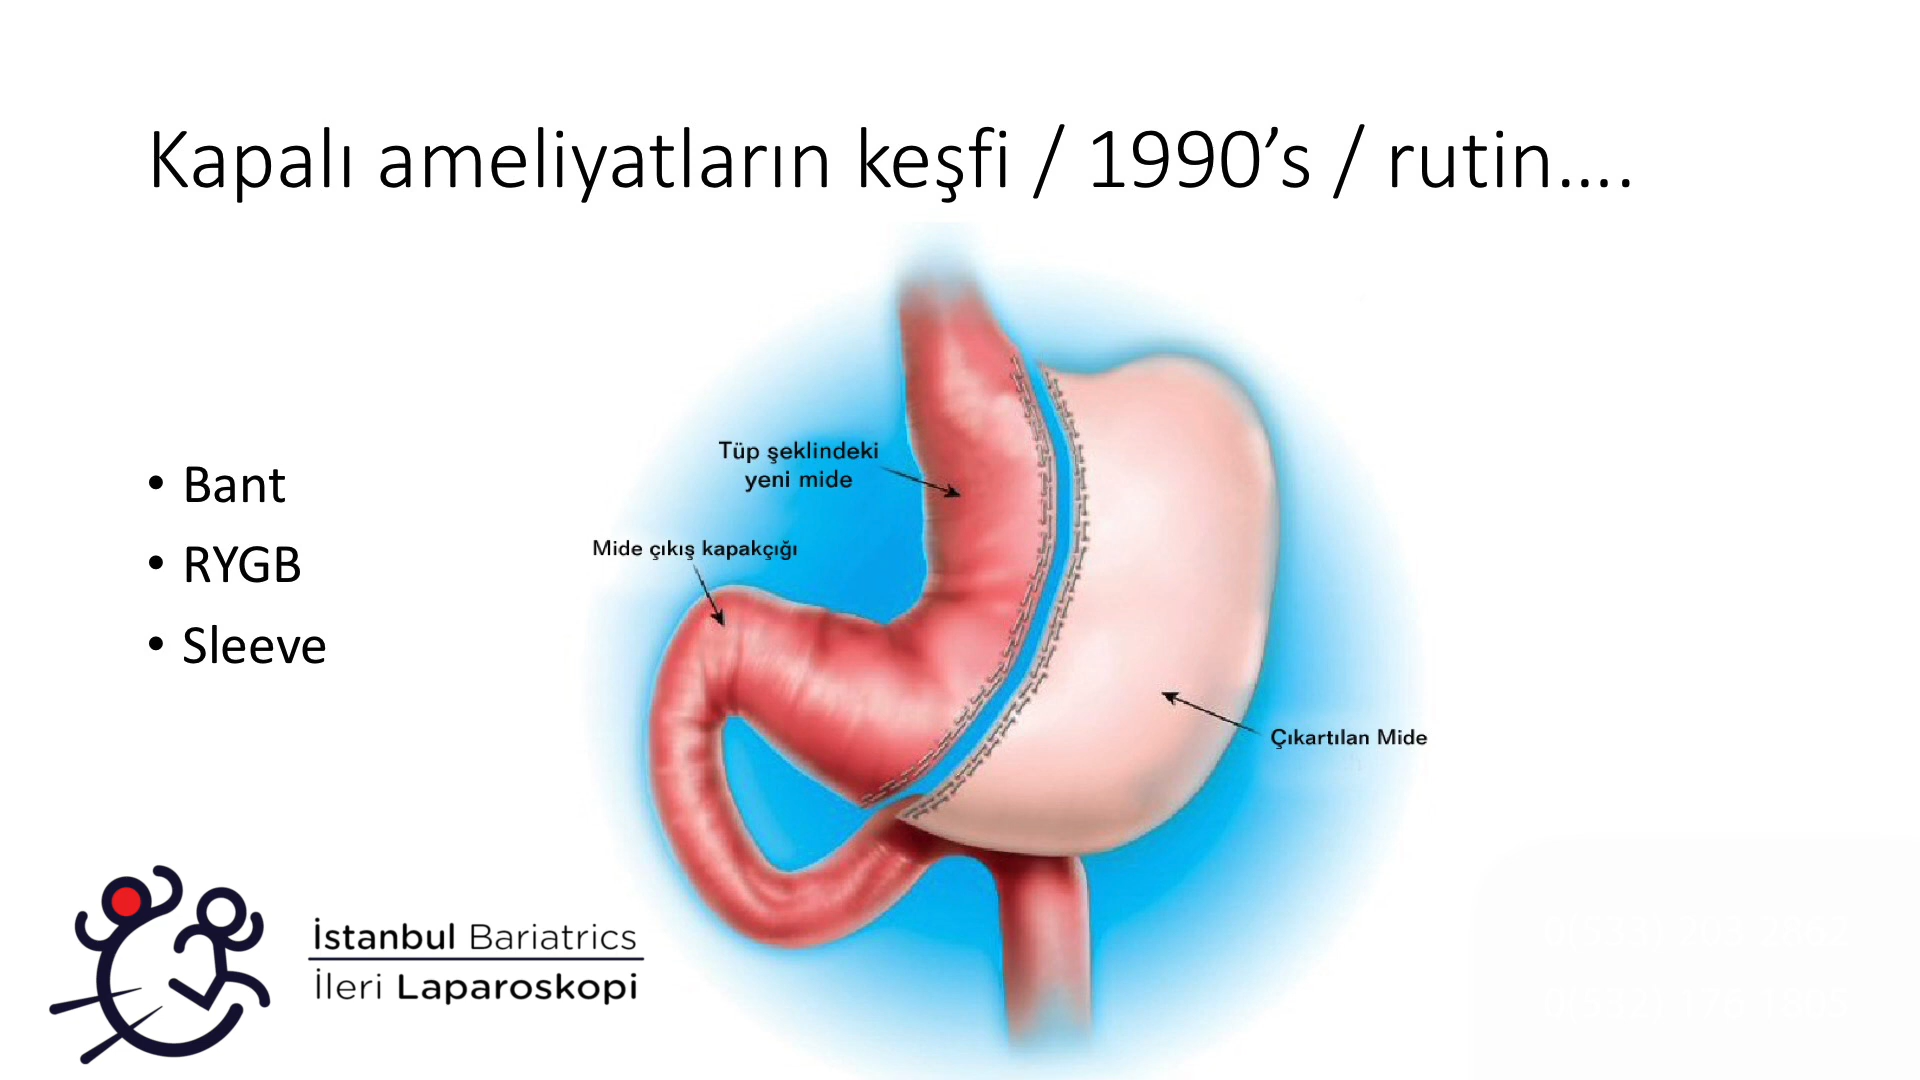 Kapalı ameliyatların keşfi / 1990’s / rutin….
• Bant
• RYGB
• Sleeve
Tüp şeklindeki
yeni mide
Mide çıkış kapakçığı
Çıkartılan Mide
İstanbul Bariatrics
İleri Laparoskopi